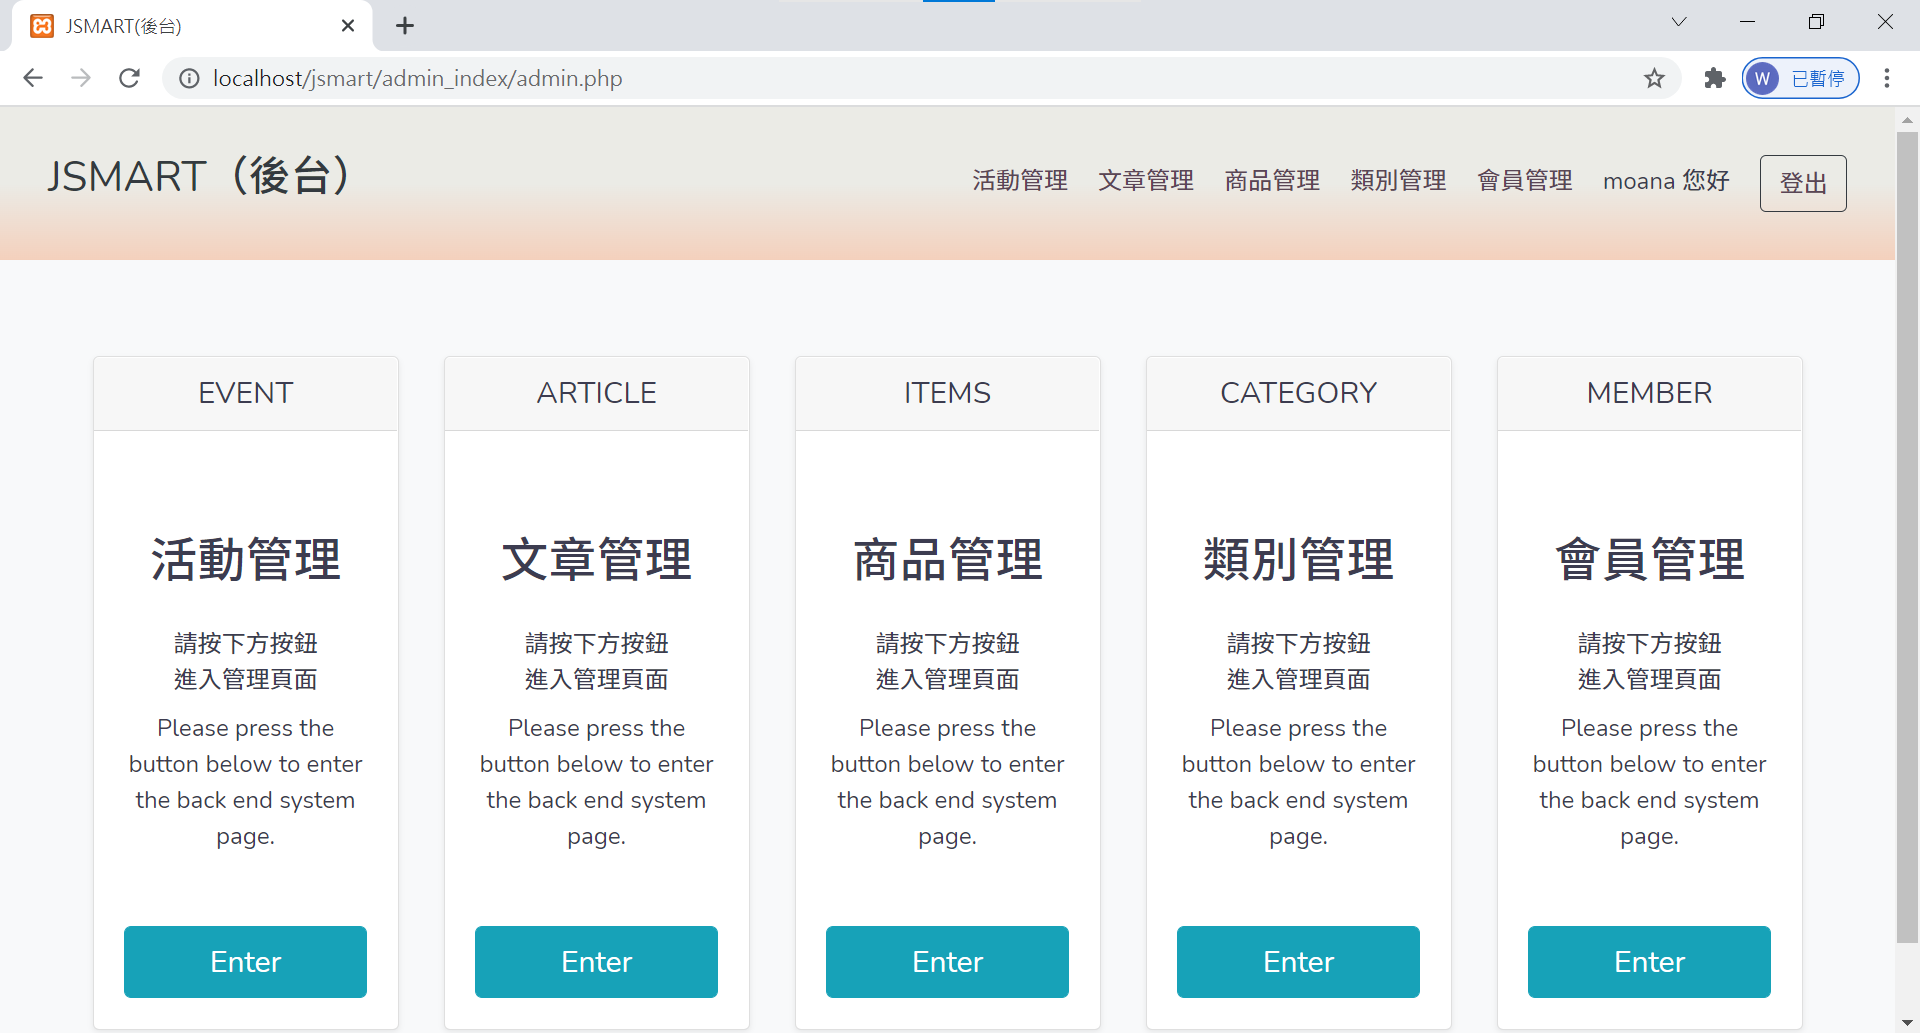 JSMART(後台)
localhost/jsmart/admin_index/admin.php
W 已暫停
JSMART（後台）
活動管理 文章管理 商品管理 類別管理 會員管理 moana 您好 登出
EVENT
活動管理
請按下方按鈕
進入管理頁面
Please press the
button below to enter
the back end system
page.
Enter
ARTICLE
文章管理
請按下方按鈕
進入管理頁面
Please press the
button below to enter
the back end system
page.
Enter
ITEMS
商品管理
請按下方按鈕
進入管理頁面
Please press the
button below to enter
the back end system
page.
Enter
CATEGORY
類別管理
請按下方按鈕
進入管理頁面
Please press the
button below to enter
the back end system
page.
Enter
MEMBER
會員管理
請按下方按鈕
進入管理頁面
Please press the
button below to enter
the back end system
page.
Enter